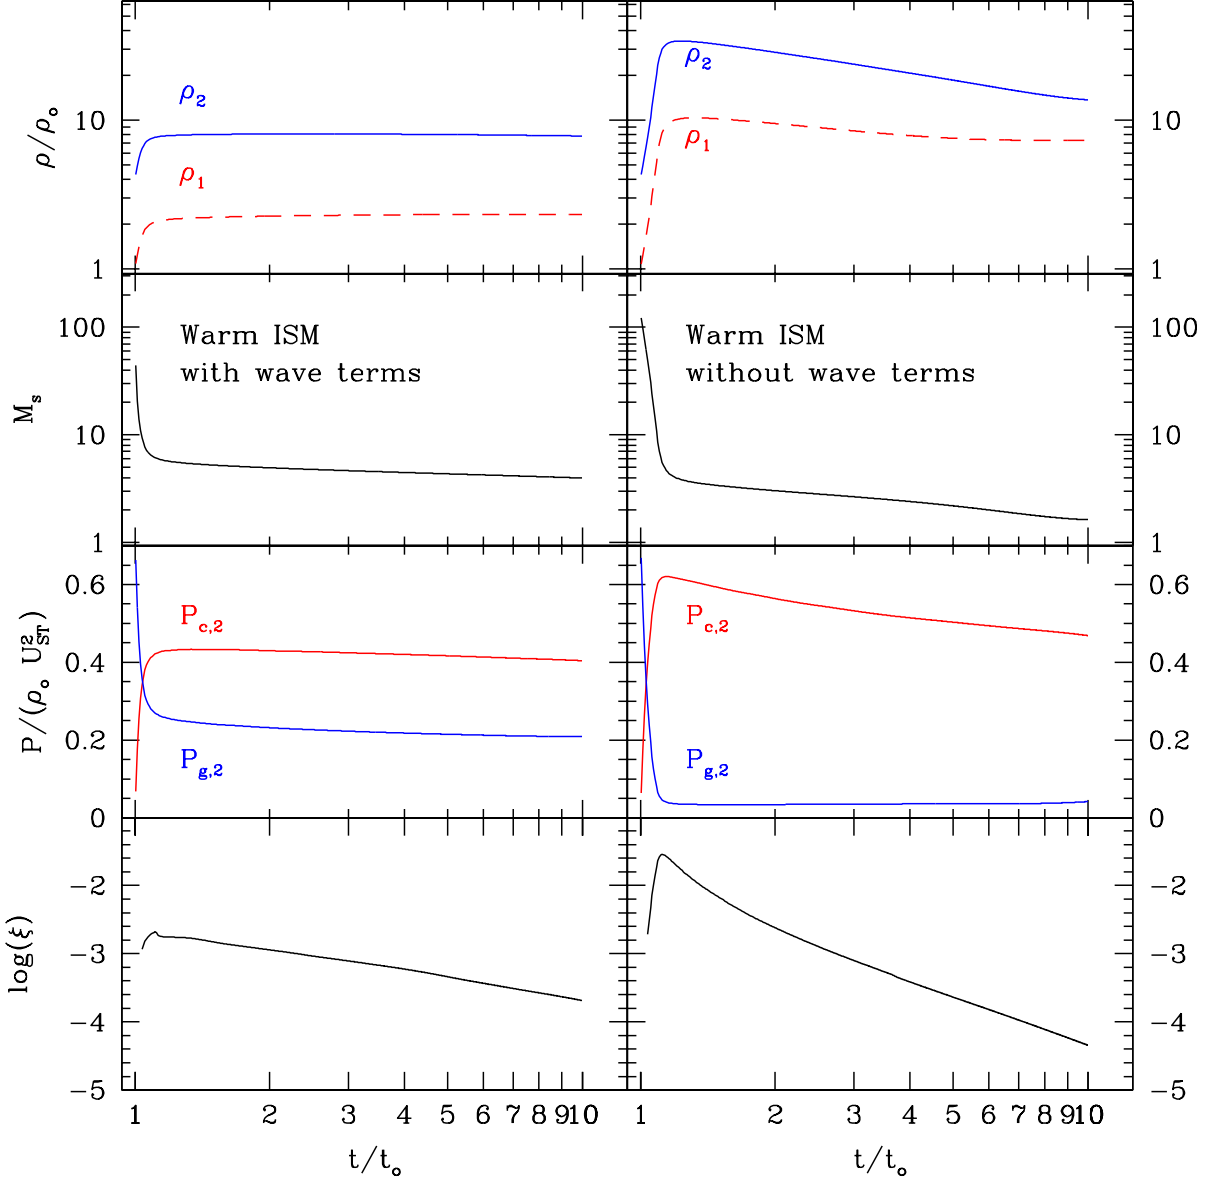 ρ/ρₒ
10
1
ρ₂
ρ₁
ρ₂
ρ₁
10
1
Mₛ
100
10
1
Warm ISM
with wave terms
Warm ISM
without wave terms
100
10
1
P/(ρₒ U²ST)
0.6
0.4
0.2
0
Pc,2
Pg,2
Pc,2
Pg,2
0.6
0.4
0.2
0
log(ξ)
−2
−3
−4
−5
−2
−3
−4
−5
1 2 3 4 5 6 7 8 9 10
1 2 3 4 5 6 7 8 9 10
t/tₒ
t/tₒ